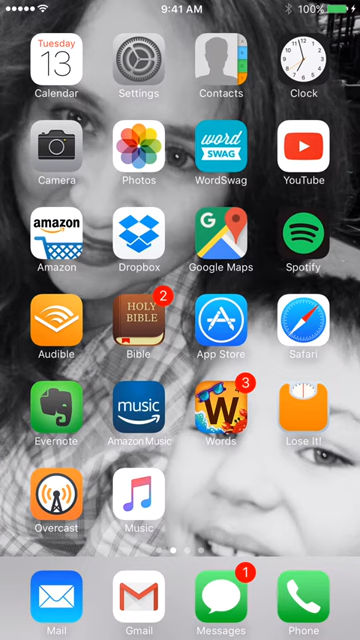 9:41 AM
100%
Tuesday
13
Calendar
Settings
Contacts
Clock
Camera
Photos
word
SWAG
WordSwag
YouTube
amazon
Amazon
Dropbox
G
Google Maps
Spotify
Audible
HOLY
BIBLE
2
Bible
App Store
Safari
Evernote
music
Amazon Music
W
3
Words
Lose It!
Overcast
Music
Mail
Gmail
1
Messages
Phone